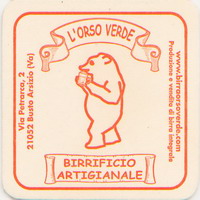 L'ORSO VERDE
Via Petrarca, 2
21052 Busto Arsizio (Va)
www.birraorsoverde.com
Produzione e vendita
di birra integrale
BIRRIFICIO
ARTIGIANALE